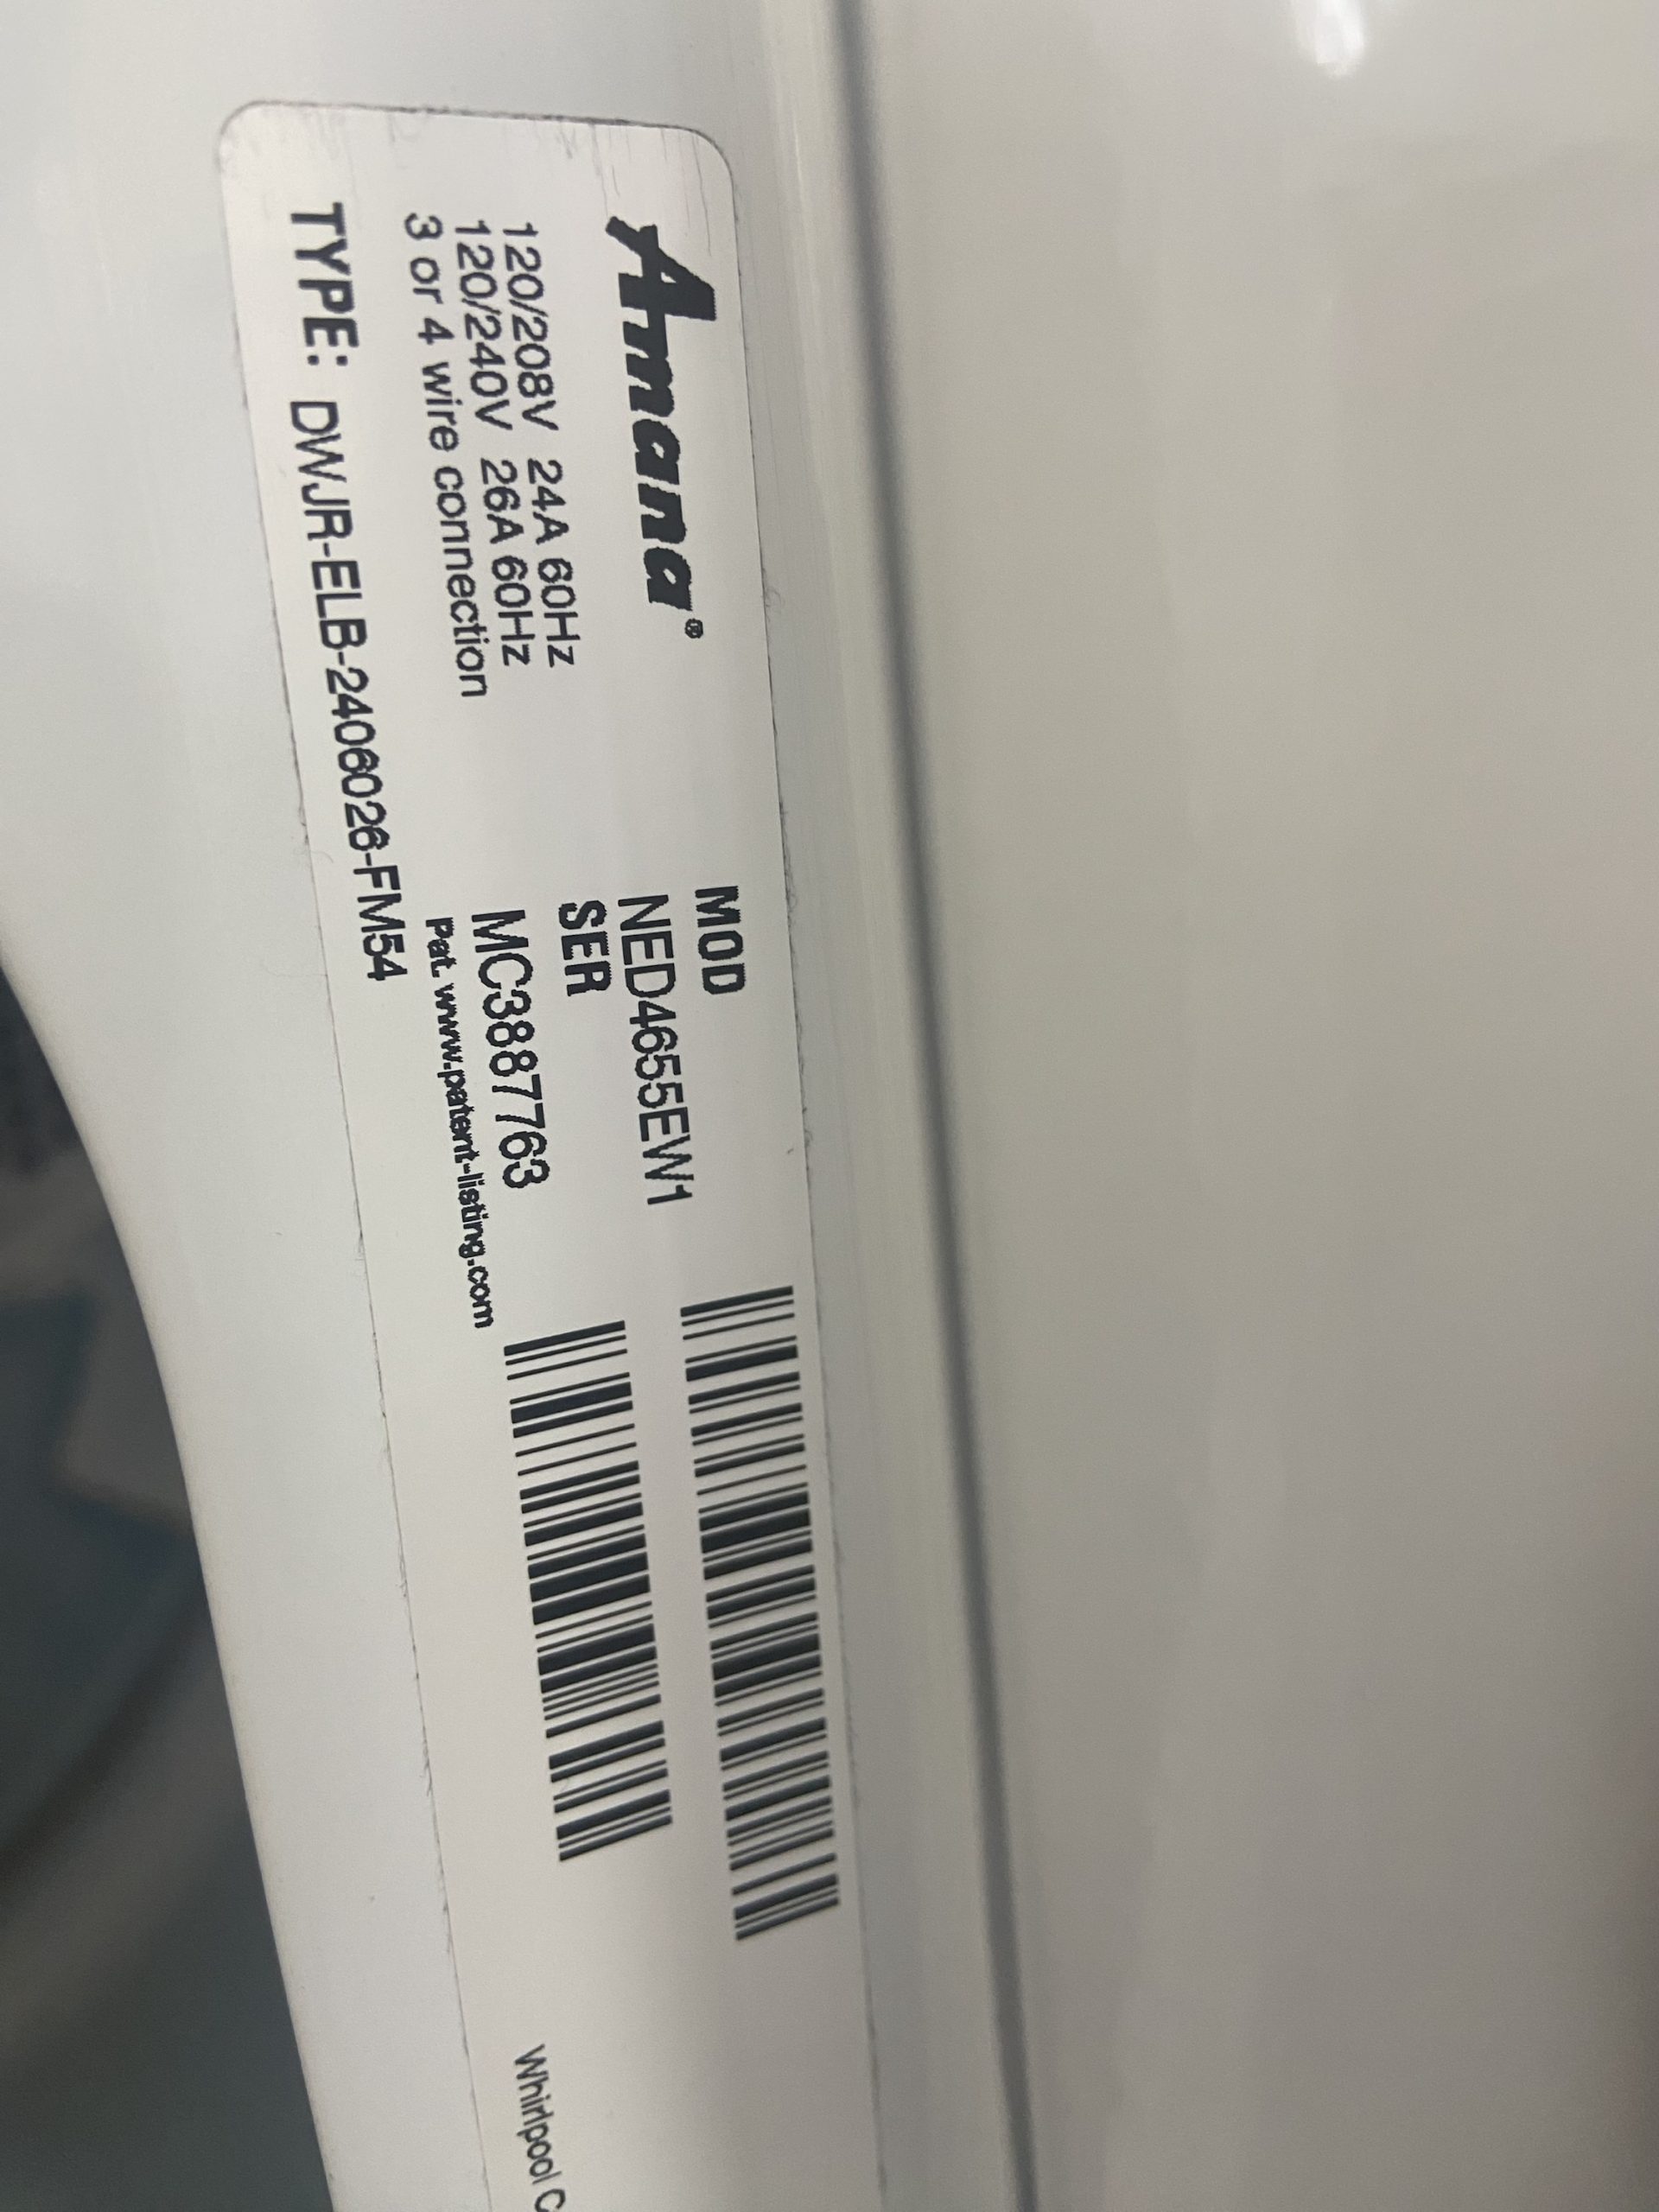 Amana®
120/208V 24A 60Hz
120/240V 26A 60Hz
3 or 4 wire connection
TYPE: DWJR-ELB-2406026-FM54
MOD
NED4655EW1
SER
MC3887763
Pat. www.patent-listing.com
Whirlpool C